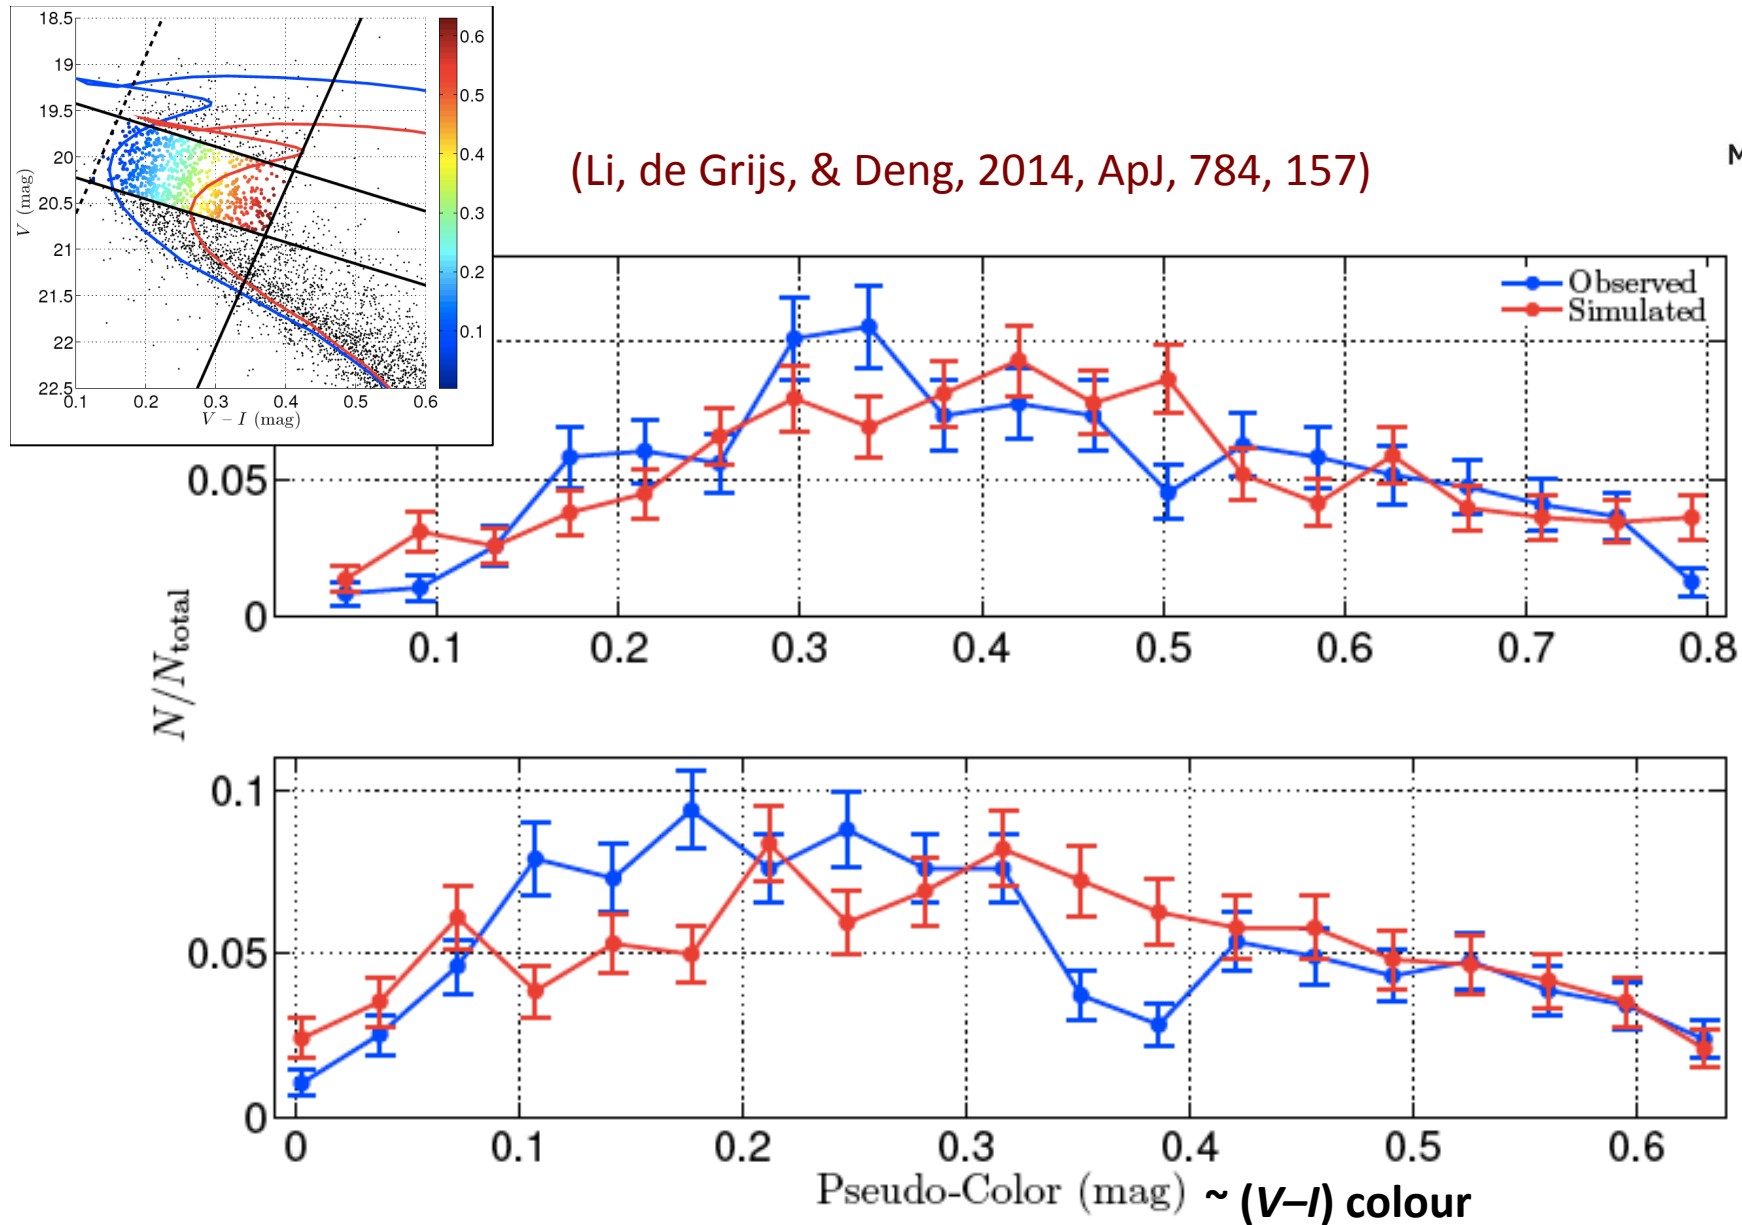 18.5
19
19.5
20
20.5
21
21.5
22
22.5
V (mag)
0.1 0.2 0.3 0.4 0.5 0.6
V – I (mag)
0.6
0.5
0.4
0.3
0.2
0.1
(Li, de Grijs, & Deng, 2014, ApJ, 784, 157)
M
Observed
Simulated
0.05
0
0.1 0.2 0.3 0.4 0.5 0.6 0.7 0.8
N/Ntotal
0.1
0.05
0
0 0.1 0.2 0.3 0.4 0.5 0.6
Pseudo-Color (mag) ~ (V–I) colour